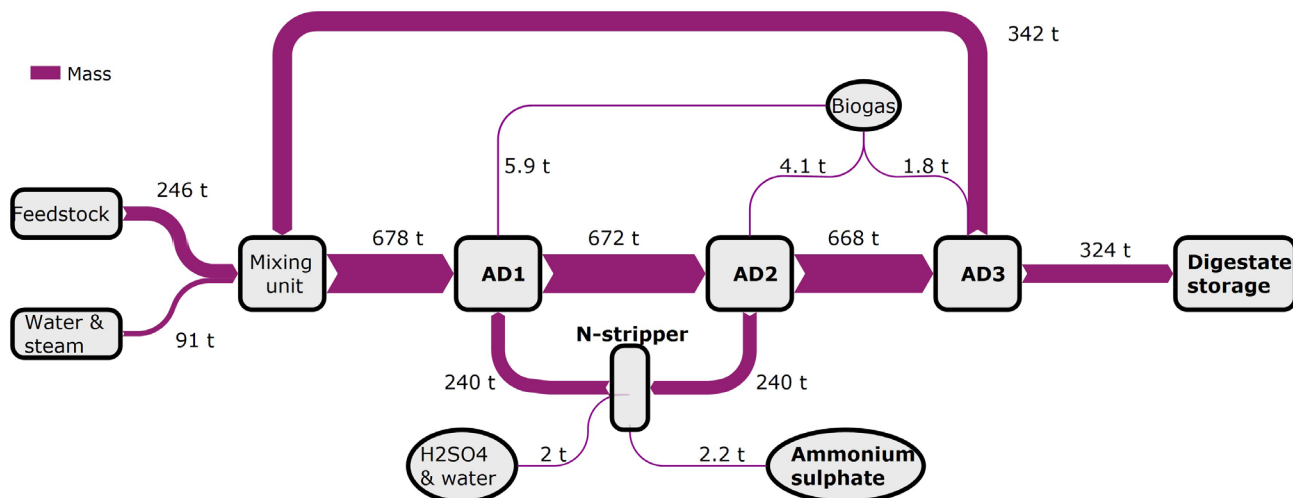 342 t
Mass
Biogas
5.9 t
4.1 t
1.8 t
246 t
Feedstock
678 t
672 t
668 t
324 t
Mixing
unit
AD1
AD2
AD3
Digestate
storage
Water &
steam
91 t
N-stripper
240 t
240 t
H2SO4
& water
2 t
2.2 t
Ammonium
sulphate